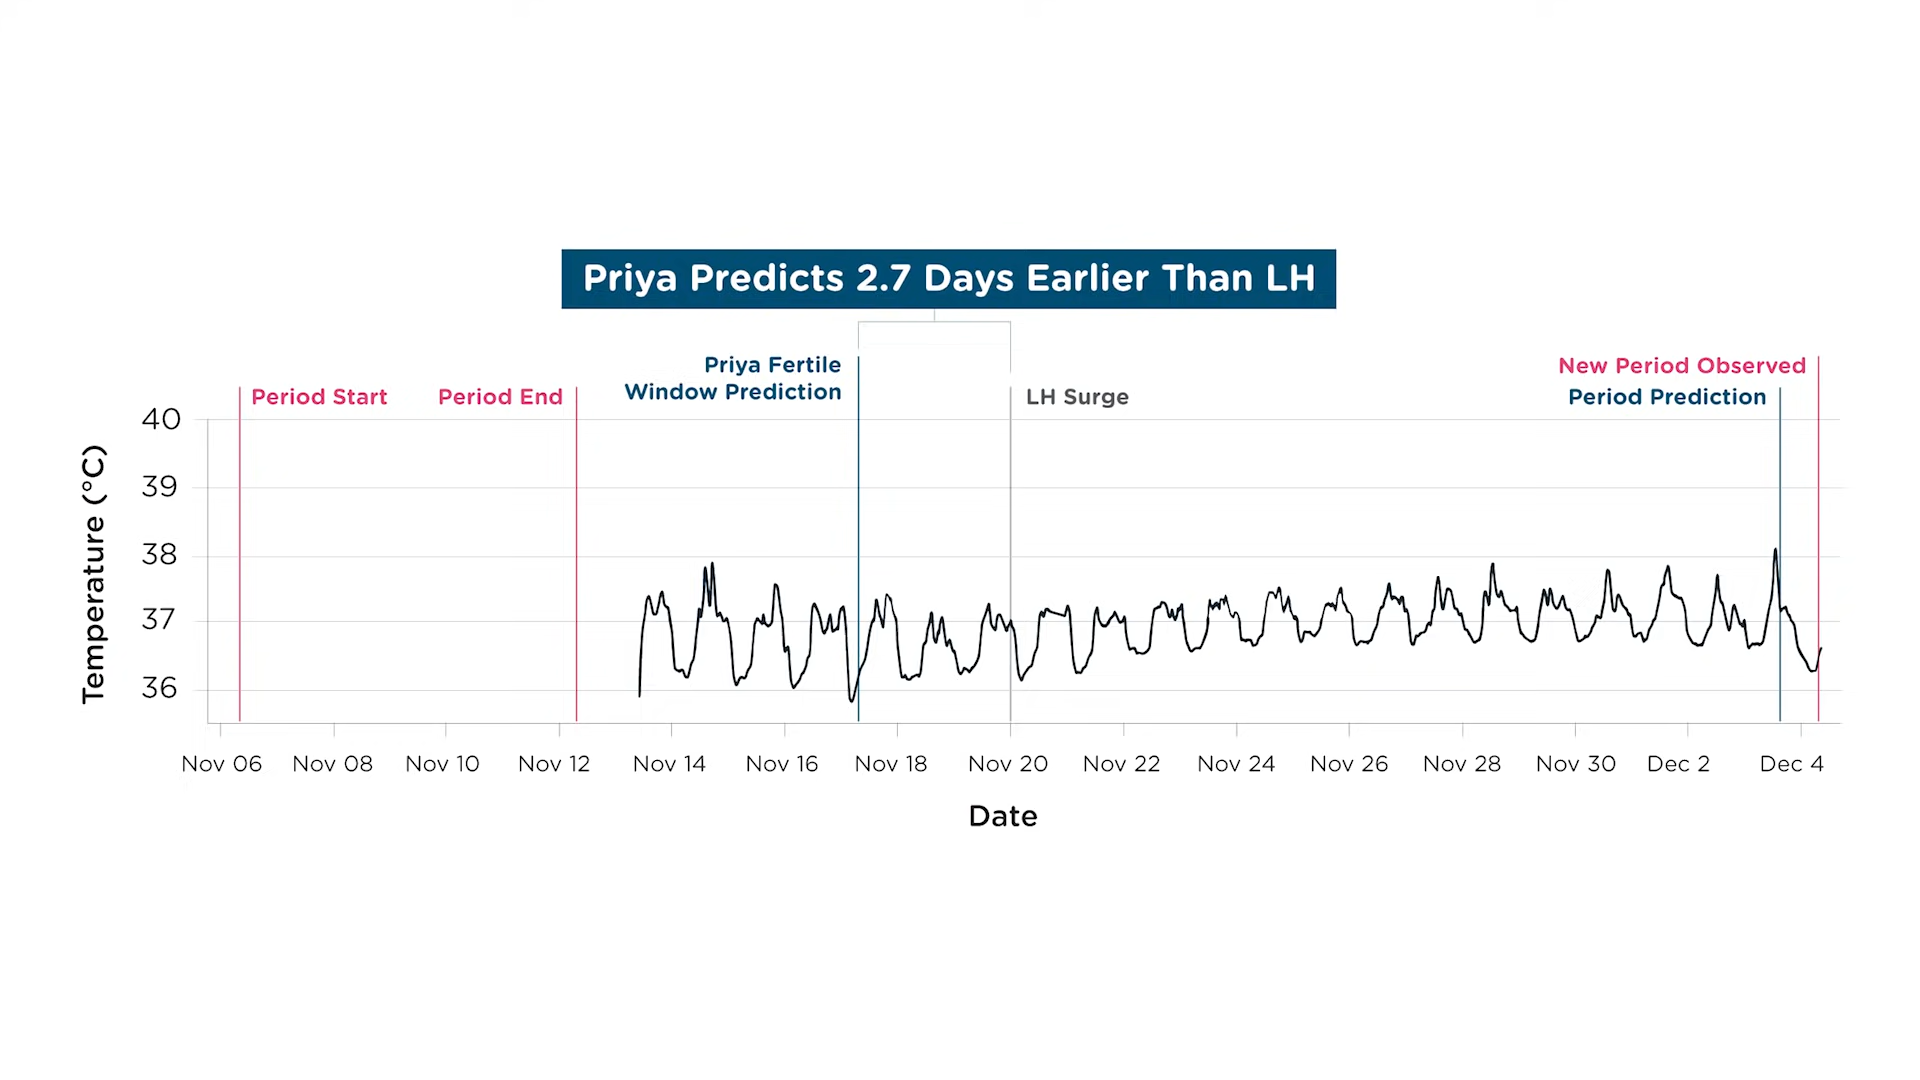 Priya Predicts 2.7 Days Earlier Than LH
Priya Fertile
Window Prediction
New Period Observed
Period Start
Period End
LH Surge
Period Prediction
40
39
38
37
36
Temperature (°C)
Nov 06
Nov 08
Nov 10
Nov 12
Nov 14
Nov 16
Nov 18
Nov 20
Nov 22
Nov 24
Nov 26
Nov 28
Nov 30
Dec 2
Dec 4
Date